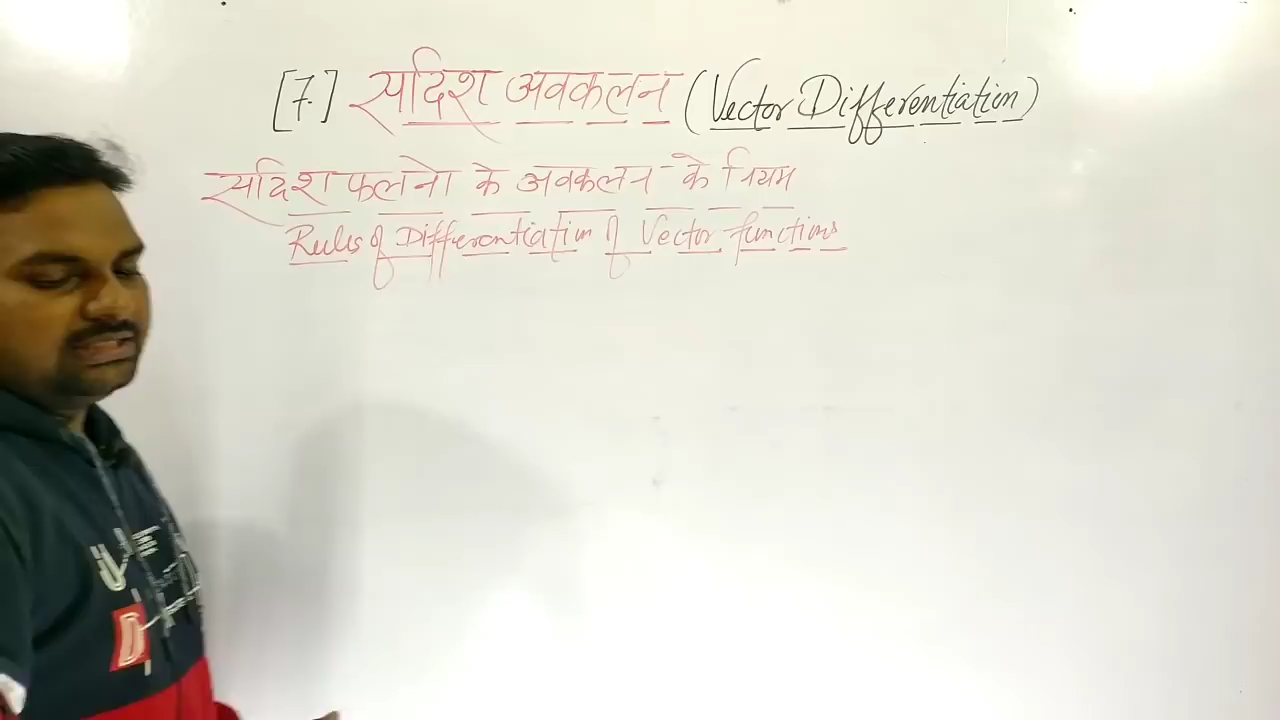 [7.] सदिश अवकलन (Vector Differentiation)
सदिश फलनो के अवकलन के नियम
Rules of Differentiation of Vector functions